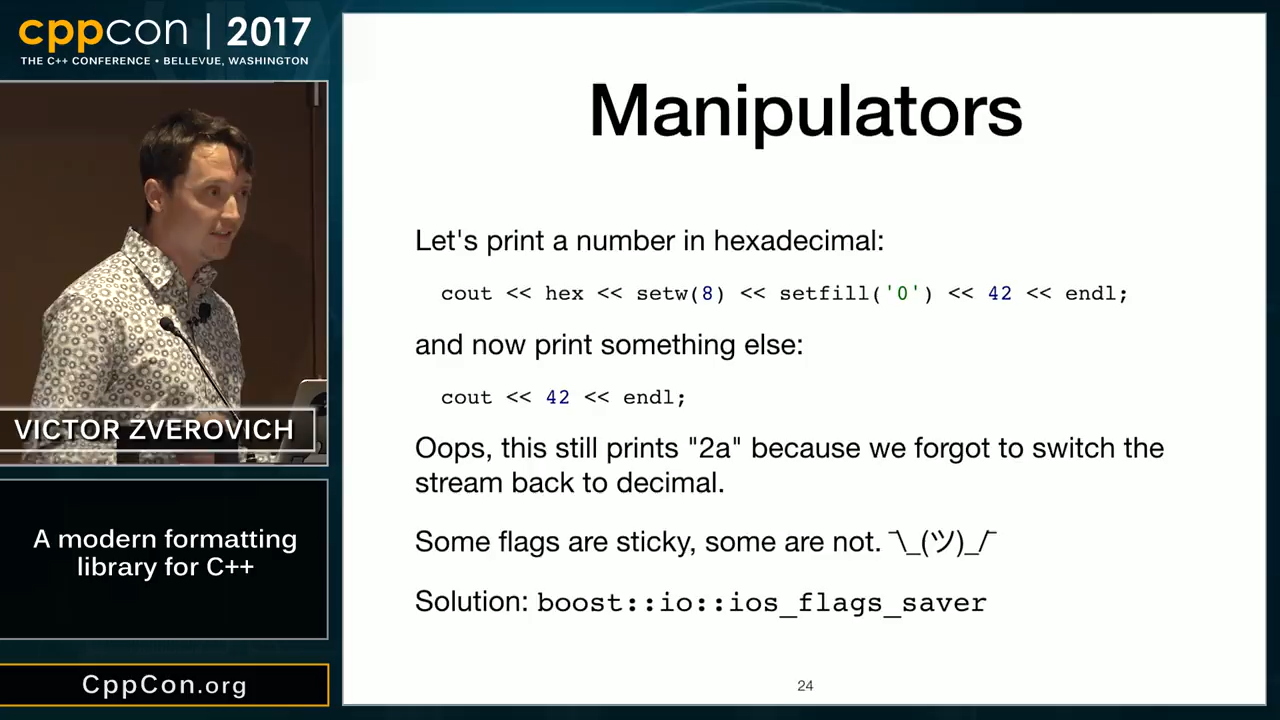 cppcon | 2017
THE C++ CONFERENCE • BELLEVUE, WASHINGTON
VICTOR ZVEROVICH
A modern formatting
library for C++
CppCon.org
Manipulators
Let's print a number in hexadecimal:
cout << hex << setw(8) << setfill('0') << 42 << endl;
and now print something else:
cout << 42 << endl;
Oops, this still prints "2a" because we forgot to switch the
stream back to decimal.
Some flags are sticky, some are not. ¯\_(ツ)_/¯
Solution: boost::io::ios_flags_saver
24